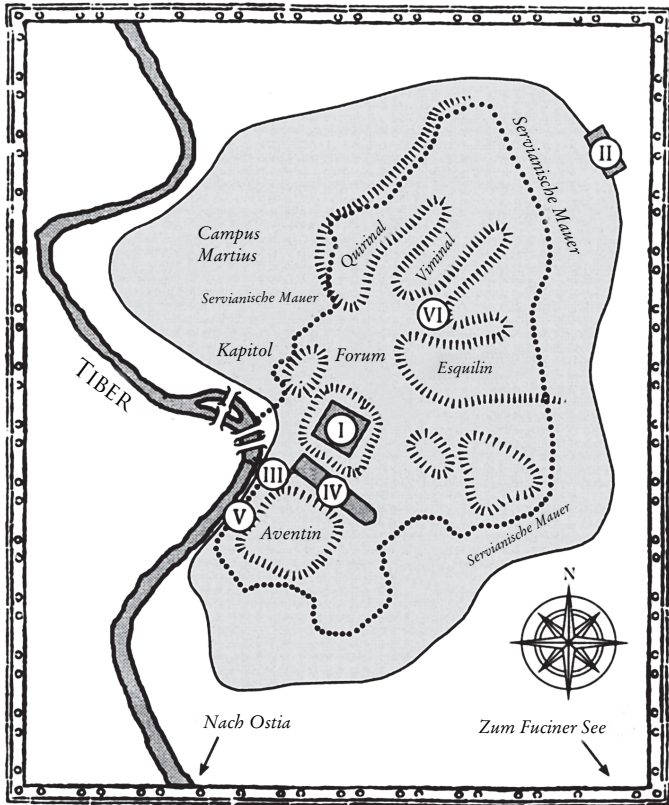 Servianische Mauer
II
Campus
Martius
Quirinal
Viminal
Servianische Mauer
VI
Kapitol
Forum
Esquilin
TIBER
I
III
IV
V
Aventin
Servianische Mauer
N
Nach Ostia
Zum Fuciner See